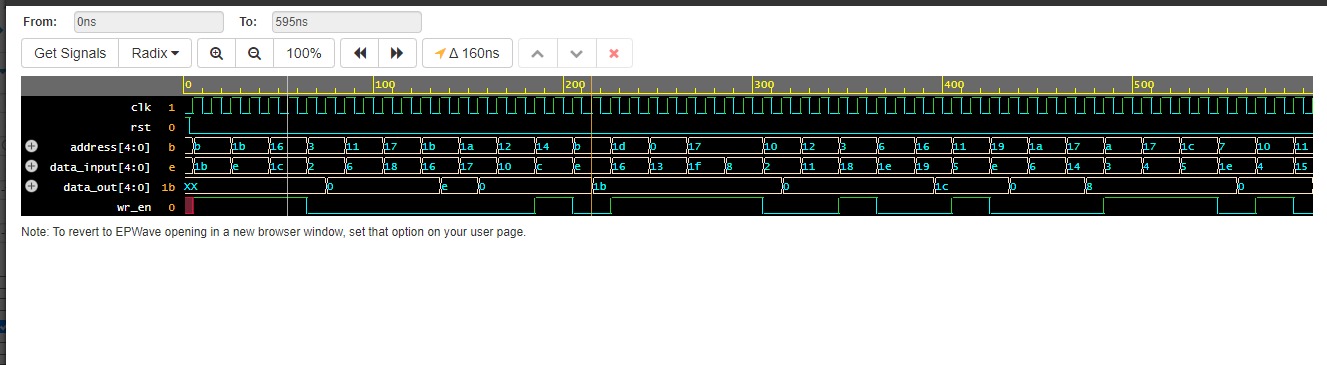 From: 0ns To: 595ns
Get Signals Radix 100% Δ 160ns
0 100 200 300 400 500
clk 1
rst 0
address[4:0] b b 1b 16 3 11 17 1b 1a 12 14 b 1d 0 17 10 12 3 6 16 11 19 1a 17 a 17 1c 7 10 11
data_input[4:0] e 1b e 1c 2 6 18 16 17 10 c e 16 13 1f 8 2 11 18 1e 19 5 e 6 14 3 4 5 1e 4 15
data_out[4:0] 1b XX 0 e 0 1b 0 1c 0 8 0
wr_en 0
Note: To revert to EPWave opening in a new browser window, set that option on your user page.